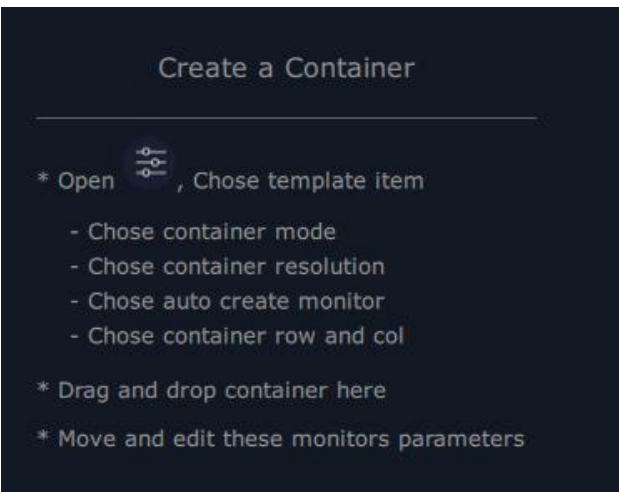 Create a Container
* Open , Chose template item
- Chose container mode
- Chose container resolution
- Chose auto create monitor
- Chose container row and col
* Drag and drop container here
* Move and edit these monitors parameters